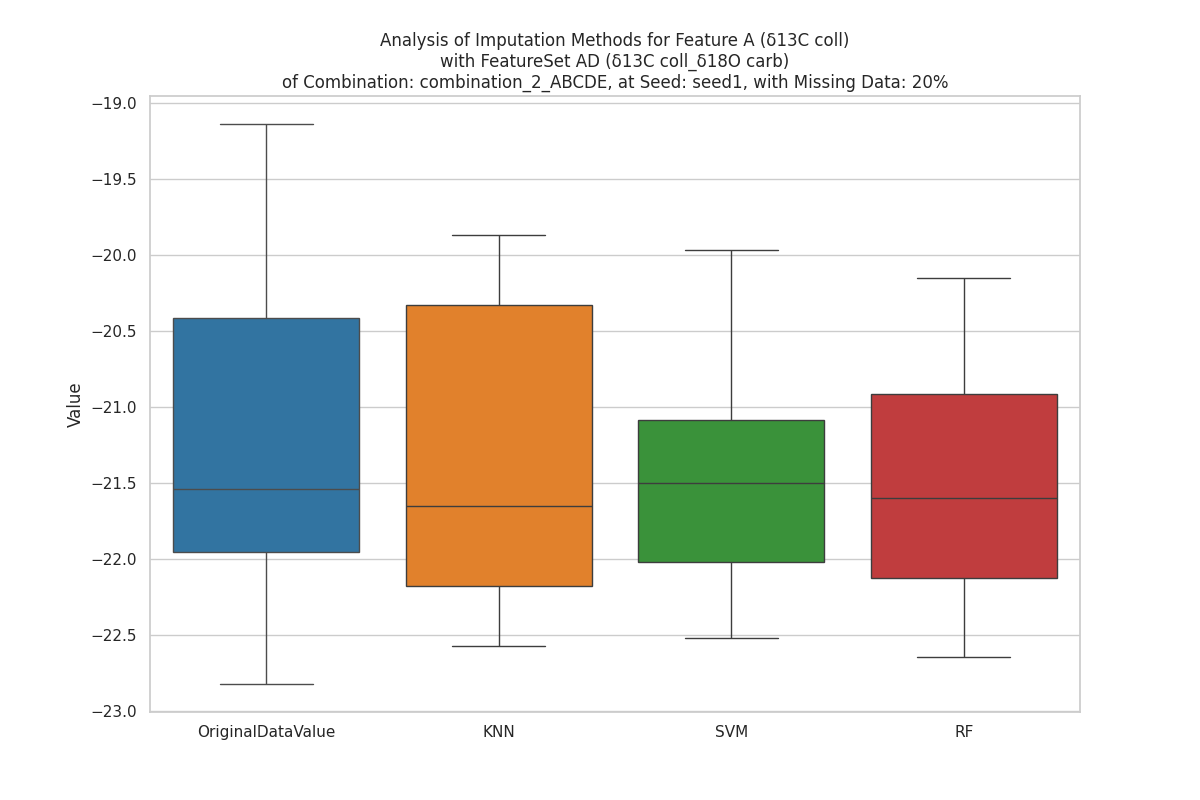 Analysis of Imputation Methods for Feature A (δ13C coll)
with FeatureSet AD (δ13C coll_δ18O carb)
of Combination: combination_2_ABCDE, at Seed: seed1, with Missing Data: 20%
−19.0
−19.5
−20.0
−20.5
−21.0
−21.5
−22.0
−22.5
−23.0
Value
OriginalDataValue
KNN
SVM
RF